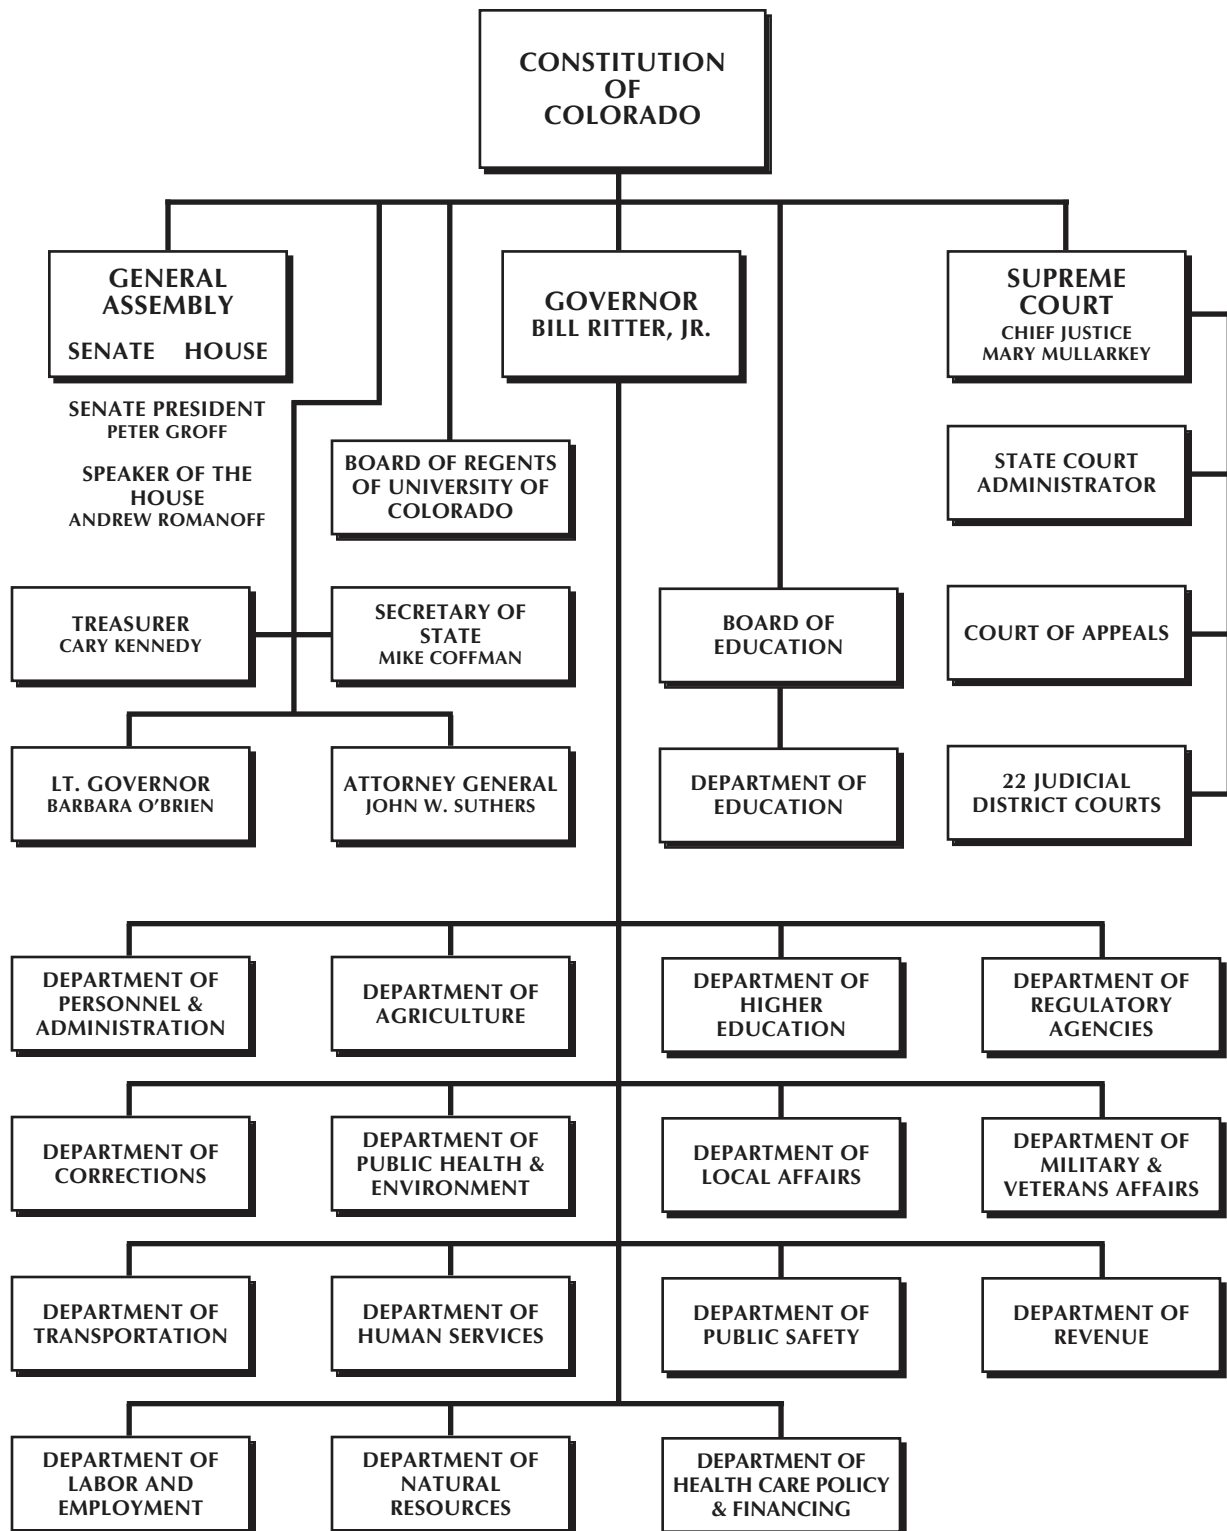 CONSTITUTION
OF
COLORADO
GENERAL
ASSEMBLY
SENATE HOUSE
GOVERNOR
BILL RITTER, JR.
SUPREME
COURT
CHIEF JUSTICE
MARY MULLARKEY
SENATE PRESIDENT
PETER GROFF
SPEAKER OF THE
HOUSE
ANDREW ROMANOFF
BOARD OF REGENTS
OF UNIVERSITY OF
COLORADO
STATE COURT
ADMINISTRATOR
TREASURER
CARY KENNEDY
SECRETARY OF
STATE
MIKE COFFMAN
BOARD OF
EDUCATION
COURT OF APPEALS
LT. GOVERNOR
BARBARA O’BRIEN
ATTORNEY GENERAL
JOHN W. SUTHERS
DEPARTMENT OF
EDUCATION
22 JUDICIAL
DISTRICT COURTS
DEPARTMENT OF
PERSONNEL &
ADMINISTRATION
DEPARTMENT OF
AGRICULTURE
DEPARTMENT OF
HIGHER
EDUCATION
DEPARTMENT OF
REGULATORY
AGENCIES
DEPARTMENT OF
CORRECTIONS
DEPARTMENT OF
PUBLIC HEALTH &
ENVIRONMENT
DEPARTMENT OF
LOCAL AFFAIRS
DEPARTMENT OF
MILITARY &
VETERANS AFFAIRS
DEPARTMENT OF
TRANSPORTATION
DEPARTMENT OF
HUMAN SERVICES
DEPARTMENT OF
PUBLIC SAFETY
DEPARTMENT OF
REVENUE
DEPARTMENT OF
LABOR AND
EMPLOYMENT
DEPARTMENT OF
NATURAL
RESOURCES
DEPARTMENT OF
HEALTH CARE POLICY
& FINANCING